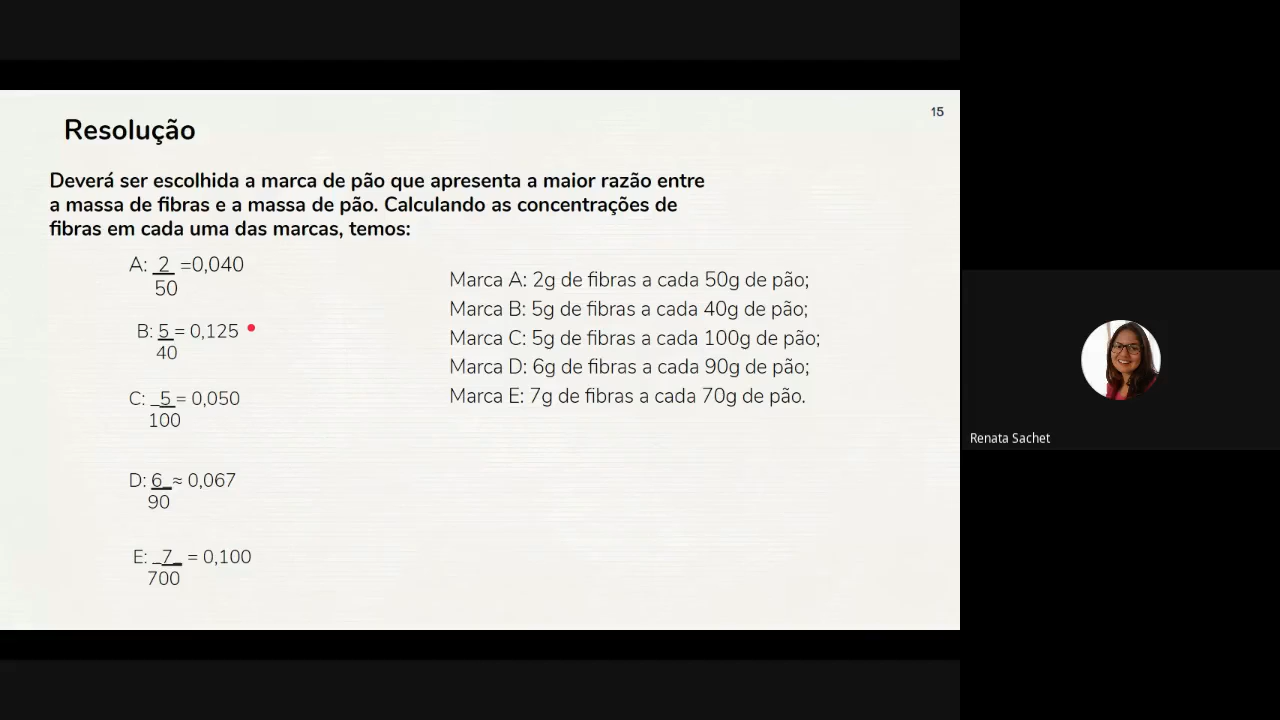 15
Resolução
Deverá ser escolhida a marca de pão que apresenta a maior razão entre
a massa de fibras e a massa de pão. Calculando as concentrações de
fibras em cada uma das marcas, temos:
A: 2 =0,040
50
B: 5 = 0,125
40
C: _5 = 0,050
100
D: 6_ ≈ 0,067
90
E: _7_ = 0,100
700
Marca A: 2g de fibras a cada 50g de pão;
Marca B: 5g de fibras a cada 40g de pão;
Marca C: 5g de fibras a cada 100g de pão;
Marca D: 6g de fibras a cada 90g de pão;
Marca E: 7g de fibras a cada 70g de pão.
Renata Sachet